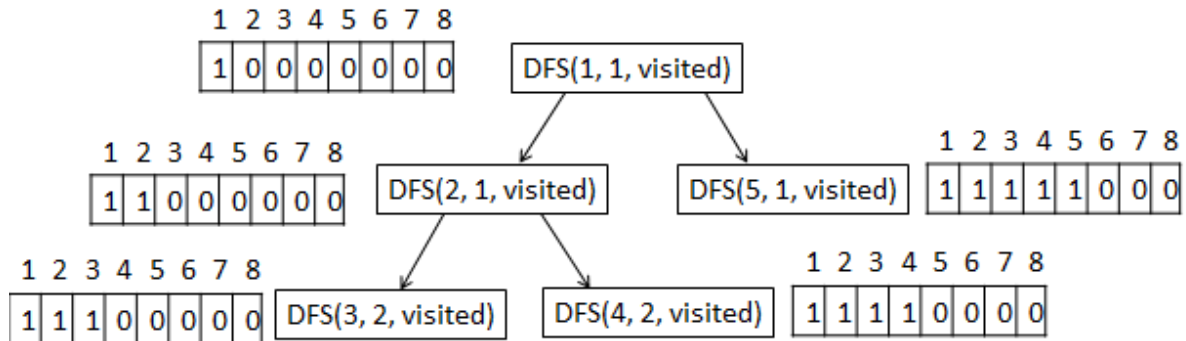 1 2 3 4 5 6 7 8
1 0 0 0 0 0 0 0
DFS(1, 1, visited)
1 2 3 4 5 6 7 8
1 1 0 0 0 0 0 0
DFS(2, 1, visited)
DFS(5, 1, visited)
1 2 3 4 5 6 7 8
1 1 1 1 1 0 0 0
1 2 3 4 5 6 7 8
1 1 1 0 0 0 0 0
DFS(3, 2, visited)
DFS(4, 2, visited)
1 2 3 4 5 6 7 8
1 1 1 1 0 0 0 0